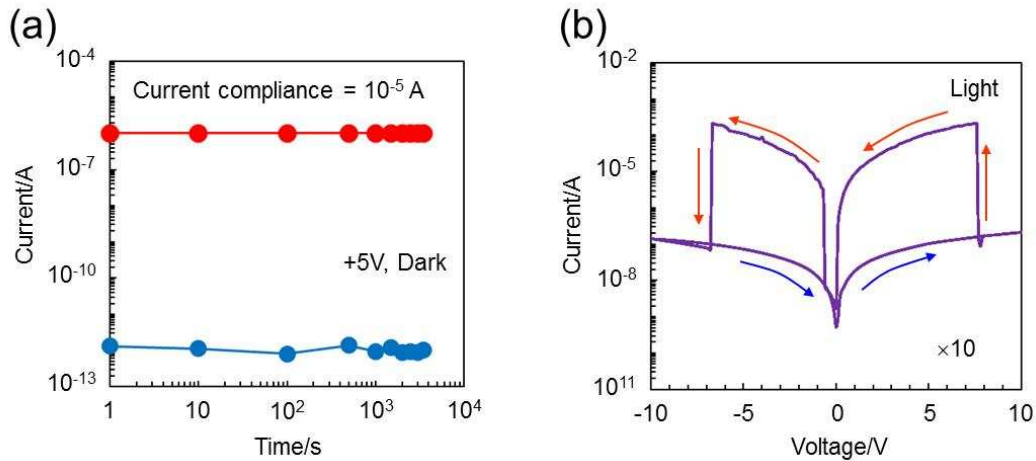 (a)
10⁻⁴
10⁻⁷
10⁻¹⁰
10⁻¹³
Current/A
Current compliance = 10⁻⁵ A
+5V, Dark
1 10 10² 10³ 10⁴
Time/s
(b)
10⁻²
10⁻⁵
10⁻⁸
10¹¹
Current/A
Light
×10
-10 -5 0 5 10
Voltage/V